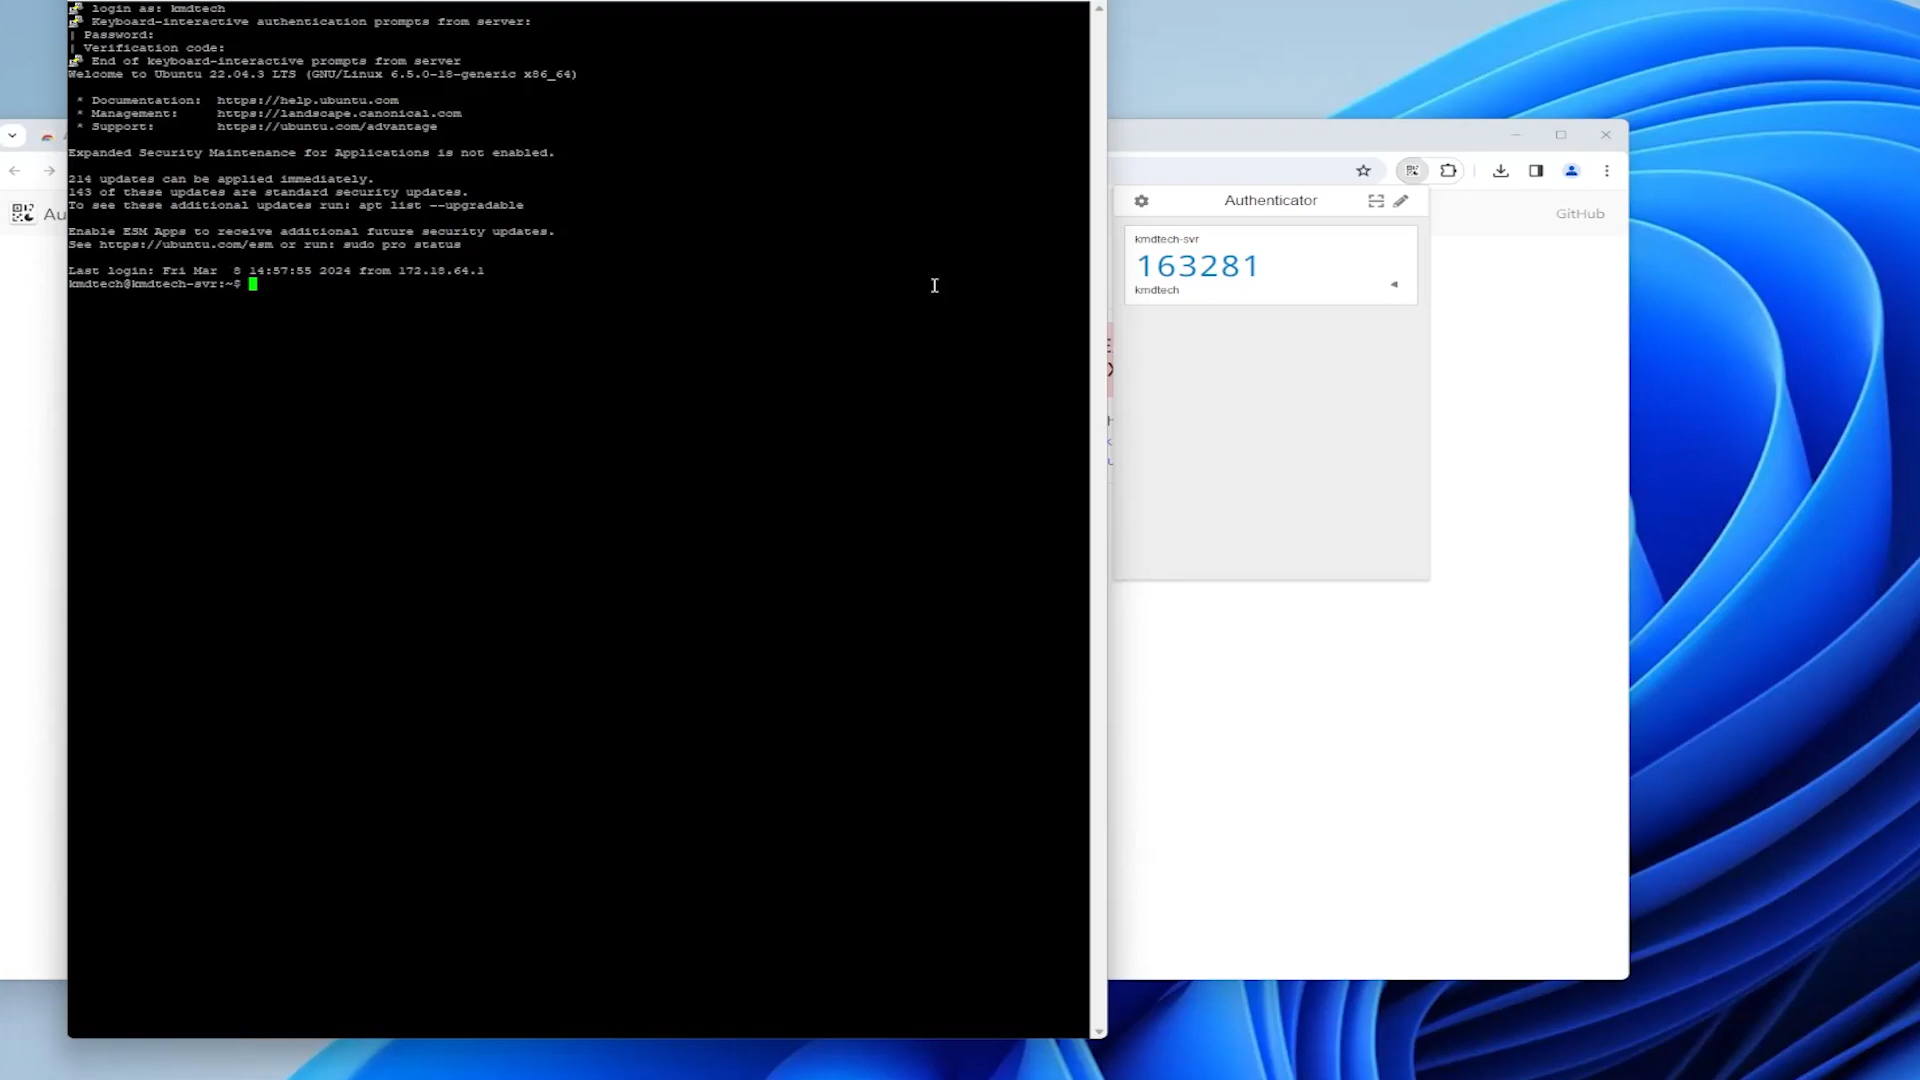 login as: kmdtech
Keyboard-interactive authentication prompts from server:
| Password:
| Verification code:
End of keyboard-interactive prompts from server
Welcome to Ubuntu 22.04.3 LTS (GNU/Linux 6.5.0-18-generic x86_64)
* Documentation: https://help.ubuntu.com
* Management: https://landscape.canonical.com
* Support: https://ubuntu.com/advantage
Expanded Security Maintenance for Applications is not enabled.
214 updates can be applied immediately.
143 of these updates are standard security updates.
To see these additional updates run: apt list --upgradable
Enable ESM Apps to receive additional future security updates.
See https://ubuntu.com/esm or run: sudo pro status
Last login: Fri Mar 8 14:57:55 2024 from 172.18.64.1
kmdtech@kmdtech-svr:~$
Au
Authenticator
GitHub
kmdtech-svr
163281
kmdtech